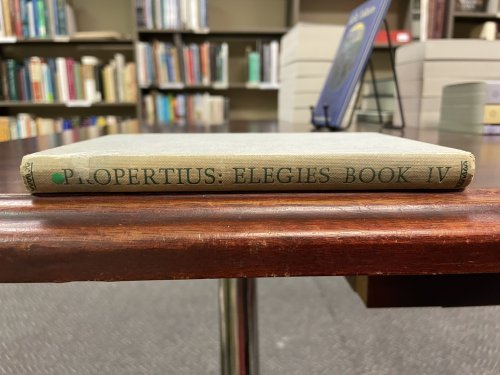 PROPERTIUS: ELEGIES BOOK IV